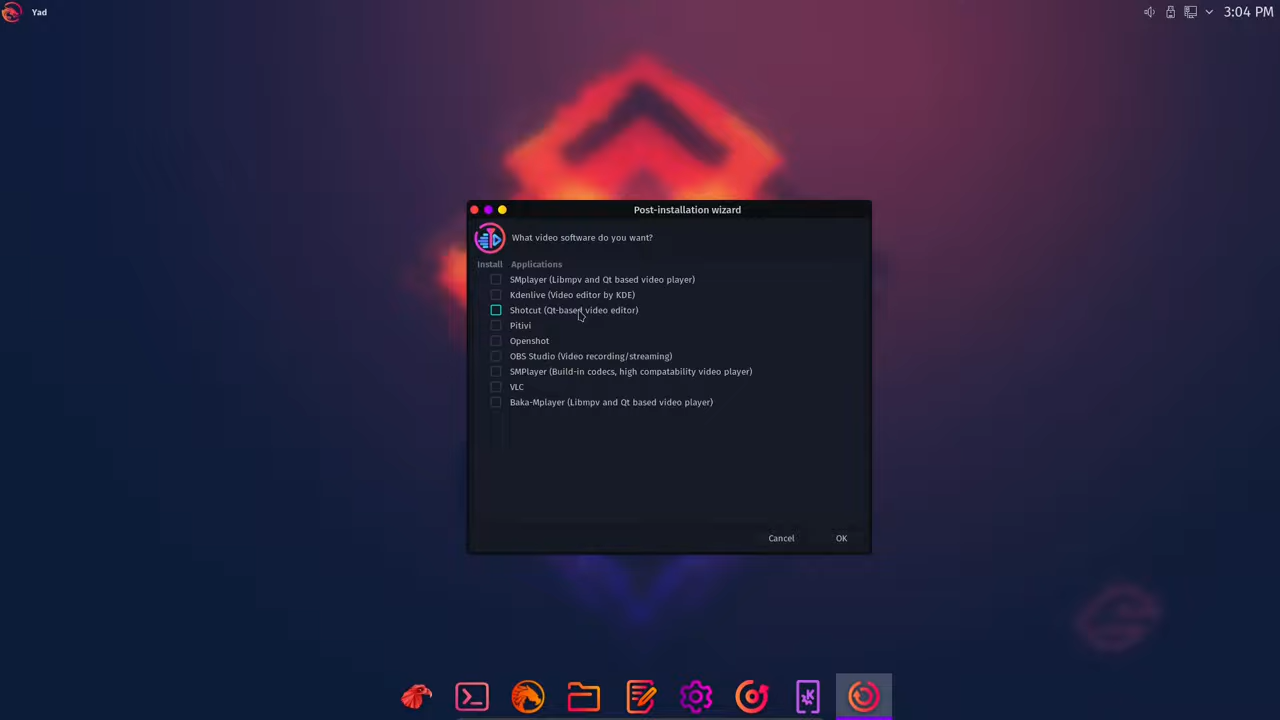 Yad
3:04 PM
Post-installation wizard
What video software do you want?
Install Applications
SMplayer (Libmpv and Qt based video player)
Kdenlive (Video editor by KDE)
Shotcut (Qt-based video editor)
Pitivi
Openshot
OBS Studio (Video recording/streaming)
SMPlayer (Build-in codecs, high compatability video player)
VLC
Baka-Mplayer (Libmpv and Qt based video player)
Cancel OK